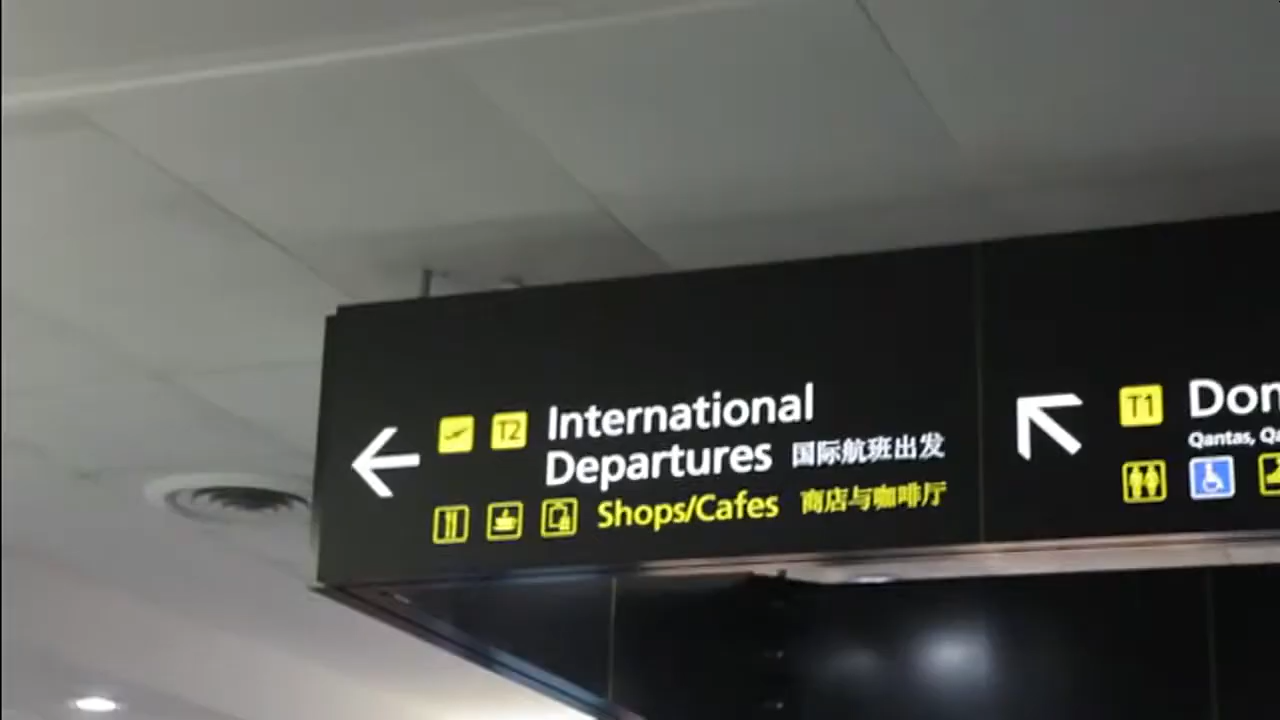 T2 International
Departures 国际航班出发
Shops/Cafes 商店与咖啡厅
T1
Qantas,